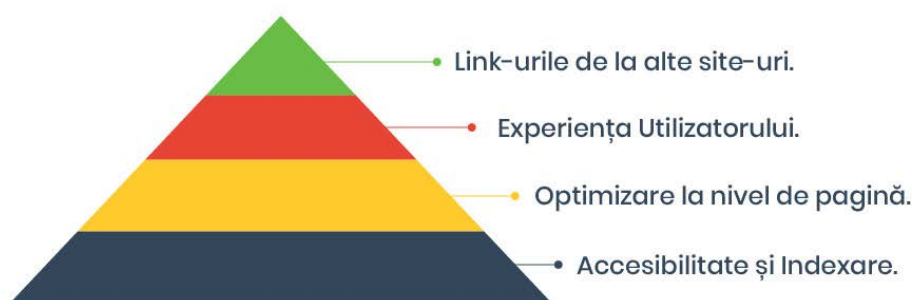 Link-urile de la alte site-uri.
Experiența Utilizatorului.
Optimizare la nivel de pagină.
Accesibilitate și Indexare.